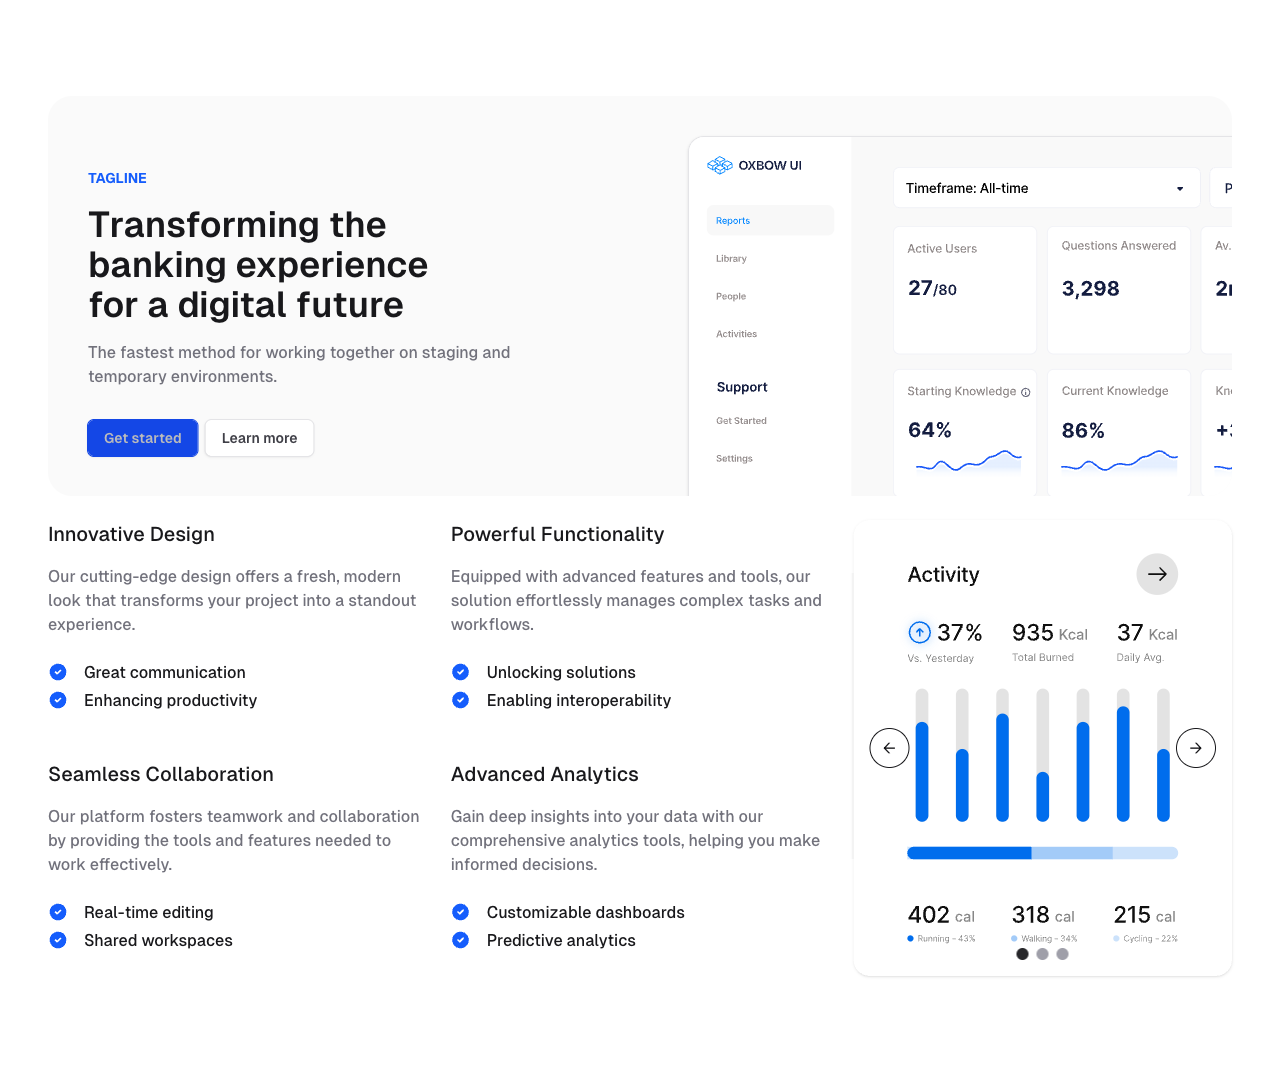 TAGLINE
Transforming the
banking experience
for a digital future
The fastest method for working together on staging and
temporary environments.
Get started
Learn more
OXBOW UI
Reports
Library
People
Activities
Support
Get Started
Settings
Timeframe: All-time
P
Active Users
27/80
Questions Answered
3,298
Av.
Starting Knowledge
64%
Current Knowledge
86%
Innovative Design
Our cutting-edge design offers a fresh, modern
look that transforms your project into a standout
experience.
Great communication
Enhancing productivity
Powerful Functionality
Equipped with advanced features and tools, our
solution effortlessly manages complex tasks and
workflows.
Unlocking solutions
Enabling interoperability
Seamless Collaboration
Our platform fosters teamwork and collaboration
by providing the tools and features needed to
work effectively.
Real-time editing
Shared workspaces
Advanced Analytics
Gain deep insights into your data with our
comprehensive analytics tools, helping you make
informed decisions.
Customizable dashboards
Predictive analytics
Activity
37%
Vs. Yesterday
935 Kcal
Total Burned
37 Kcal
Daily Avg.
402 cal
Running - 43%
318 cal
Walking - 34%
215 cal
Cycling - 22%